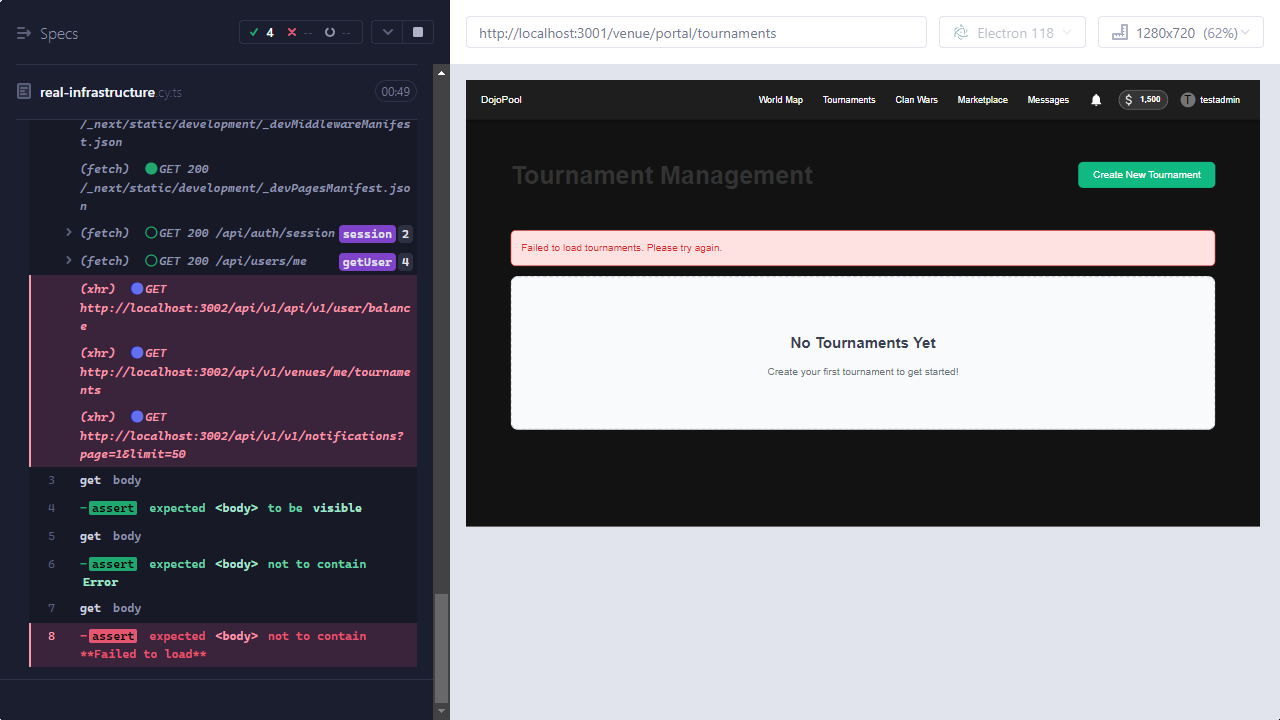 Specs
4
--
--
real-infrastructure.cy.ts
00:49
/_next/static/development/_devMiddlewareManifes
t.json
(fetch) GET 200
/_next/static/development/_devPagesManifest.jso
n
(fetch) GET 200 /api/auth/session session 2
(fetch) GET 200 /api/users/me getUser 4
(xhr) GET
http://localhost:3002/api/v1/api/v1/user/balanc
e
(xhr) GET
http://localhost:3002/api/v1/venues/me/tourname
nts
(xhr) GET
http://localhost:3002/api/v1/v1/notifications?
page=1&limit=50
3 get body
4 -assert expected <body> to be visible
5 get body
6 -assert expected <body> not to contain
Error
7 get body
8 -assert expected <body> not to contain
**Failed to load**
http://localhost:3001/venue/portal/tournaments
Electron 118
1280x720 (62%)
DojoPool
World Map
Tournaments
Clan Wars
Marketplace
Messages
$ 1,500
T testadmin
Tournament Management
Create New Tournament
Failed to load tournaments. Please try again.
No Tournaments Yet
Create your first tournament to get started!